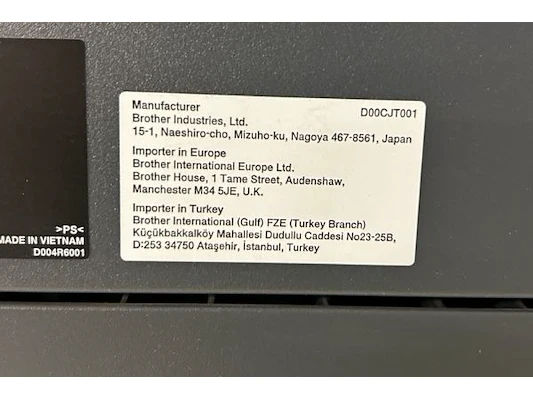 Manufacturer
D00CJT001
Brother Industries, Ltd.
15-1, Naeshiro-cho, Mizuho-ku, Nagoya 467-8561, Japan
Importer in Europe
Brother International Europe Ltd.
Brother House, 1 Tame Street, Audenshaw,
Manchester M34 5JE, U.K.
Importer in Turkey
Brother International (Gulf) FZE (Turkey Branch)
Küçükbakkalköy Mahallesi Dudullu Caddesi No23-25B,
D:253 34750 Ataşehir, İstanbul, Turkey
>PS<
MADE IN VIETNAM
D004R6001